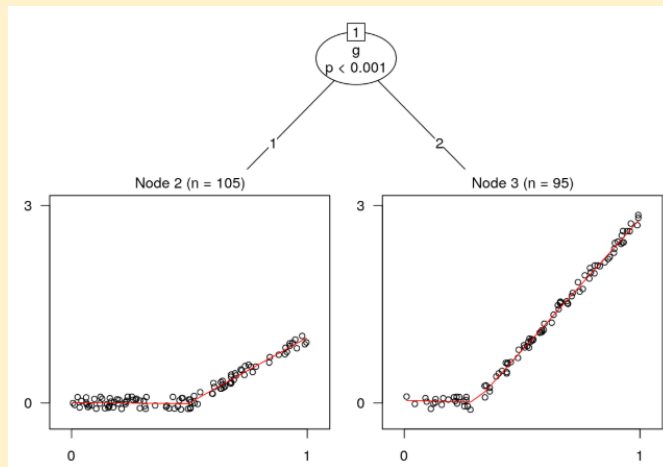 1
g
p < 0.001
1
2
Node 2 (n = 105)
Node 3 (n = 95)
3
0
0
1
3
0
0
1